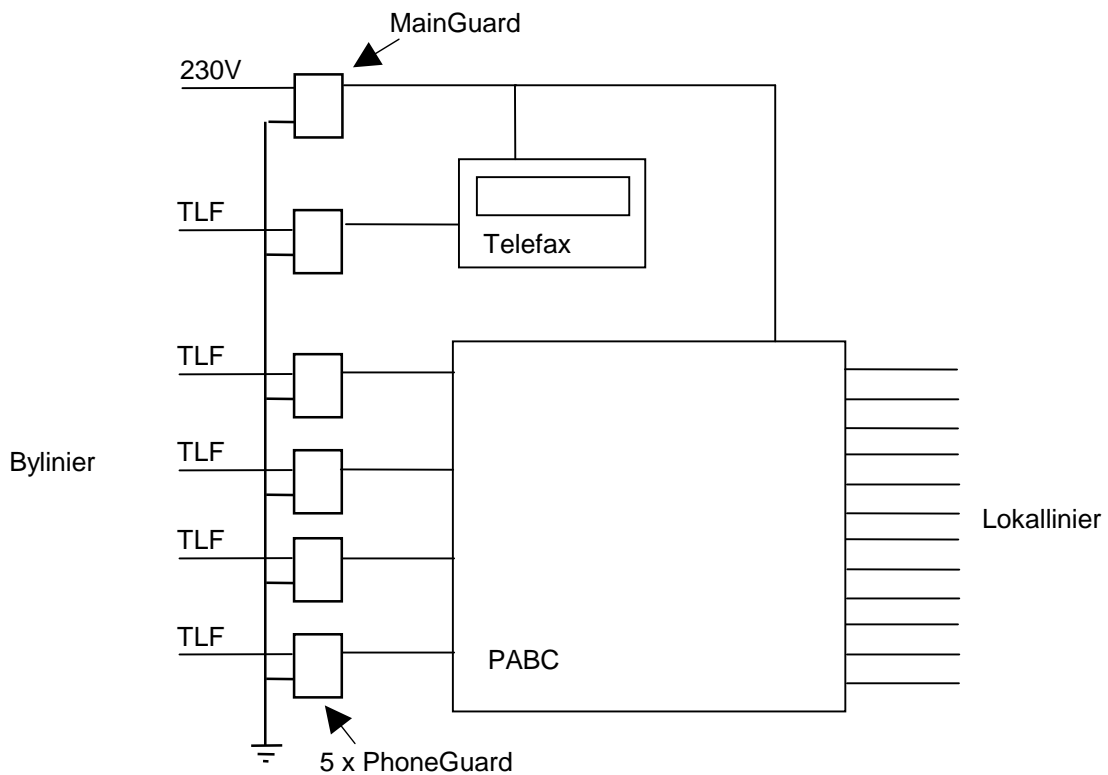 MainGuard
230V
TLF
Telefax
TLF
Bylinier
TLF
TLF
Lokallinier
TLF
PABC
5 x PhoneGuard